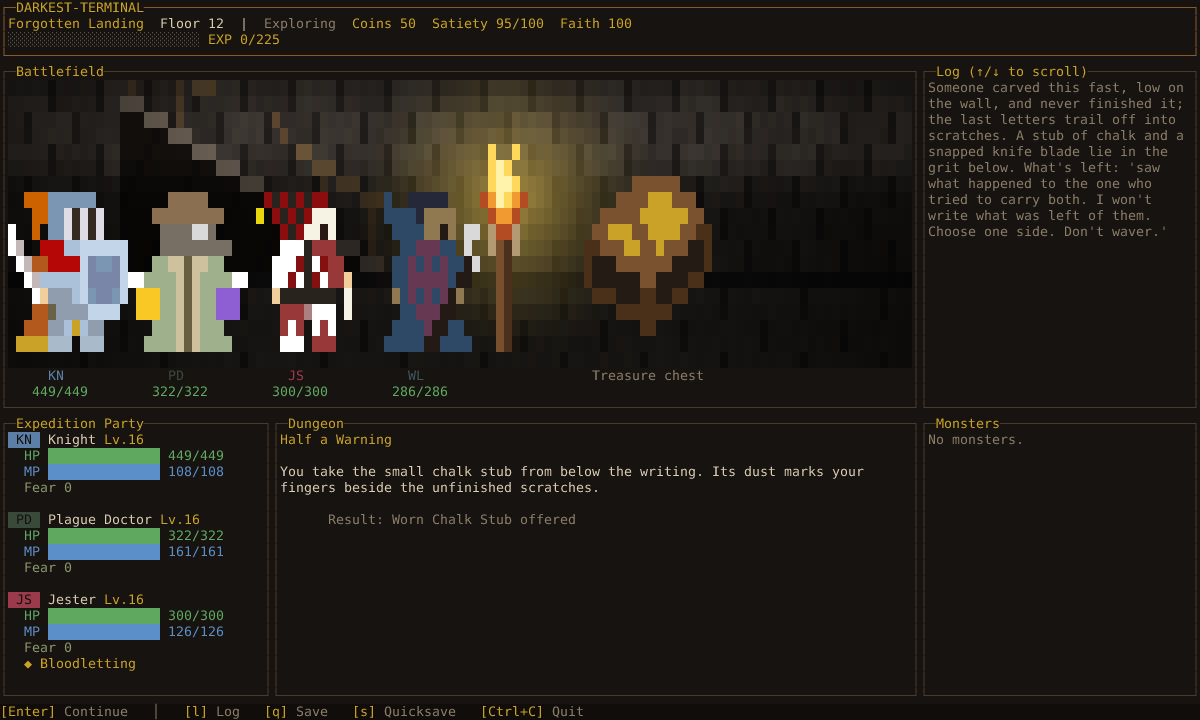 DARKEST-TERMINAL
Forgotten Landing  Floor 12  |  Exploring  Coins 50  Satiety 95/100  Faith 100
EXP 0/225
Battlefield
KN  PD  JS  WL  Treasure chest
449/449  322/322  300/300  286/286
Log (↑/↓ to scroll)
Someone carved this fast, low on
the wall, and never finished it;
the last letters trail off into
scratches. A stub of chalk and a
snapped knife blade lie in the
grit below. What's left: 'saw
what happened to the one who
tried to carry both. I won't
write what was left of them.
Choose one side. Don't waver.'
Expedition Party
KN Knight Lv.16
HP 449/449
MP 108/108
Fear 0
PD Plague Doctor Lv.16
HP 322/322
MP 161/161
Fear 0
JS Jester Lv.16
HP 300/300
MP 126/126
Fear 0
◆ Bloodletting
Dungeon
Half a Warning
You take the small chalk stub from below the writing. Its dust marks your
fingers beside the unfinished scratches.
Result: Worn Chalk Stub offered
Monsters
No monsters.
[Enter] Continue  │  [l] Log  [q] Save  [s] Quicksave  [Ctrl+C] Quit